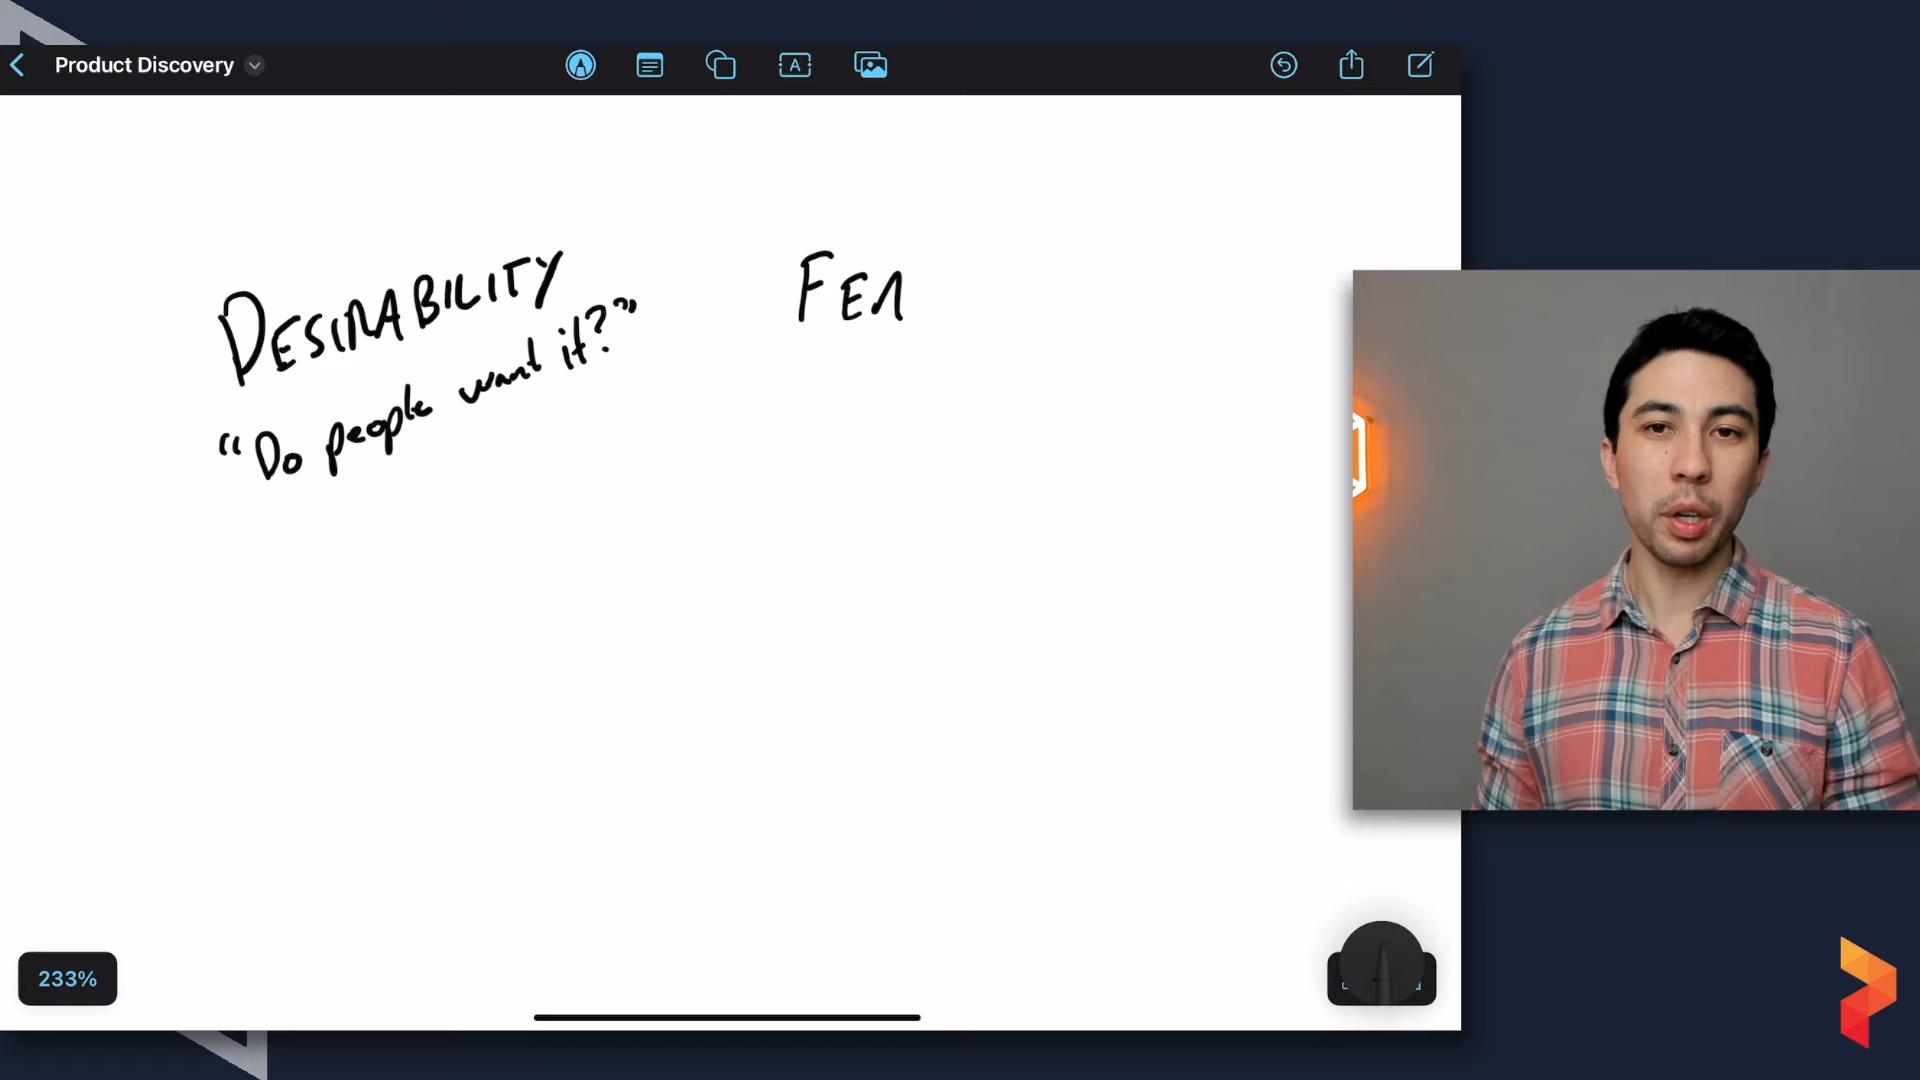 Product Discovery
DESIRABILITY
“Do people want it?”
FEA
233%